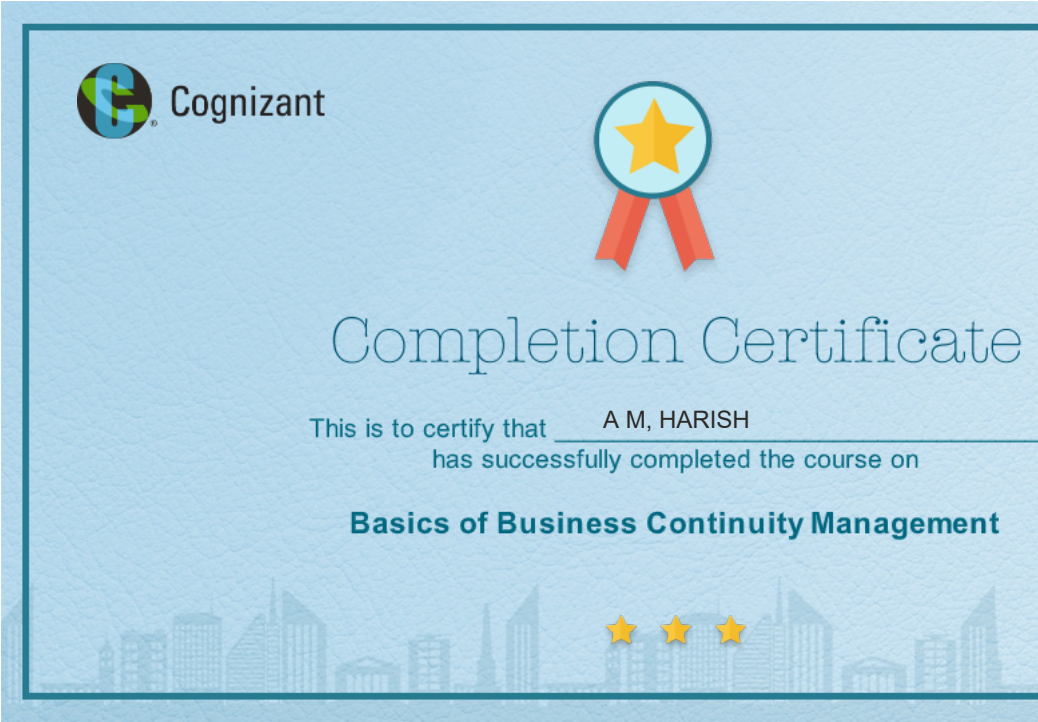 Cognizant
Completion Certificate
This is to certify that A M, HARISH
has successfully completed the course on
Basics of Business Continuity Management